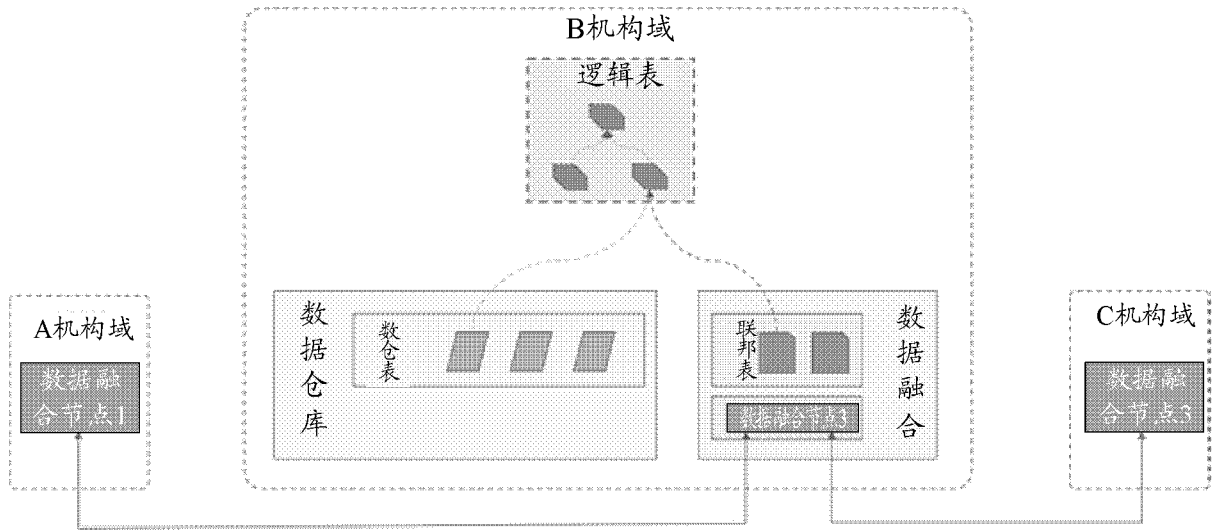 B机构域
逻辑表
数据仓库
数仓表
联邦表
数据融合
数据融合节点3
A机构域
数据融
合节点1
C机构域
数据融
合节点3